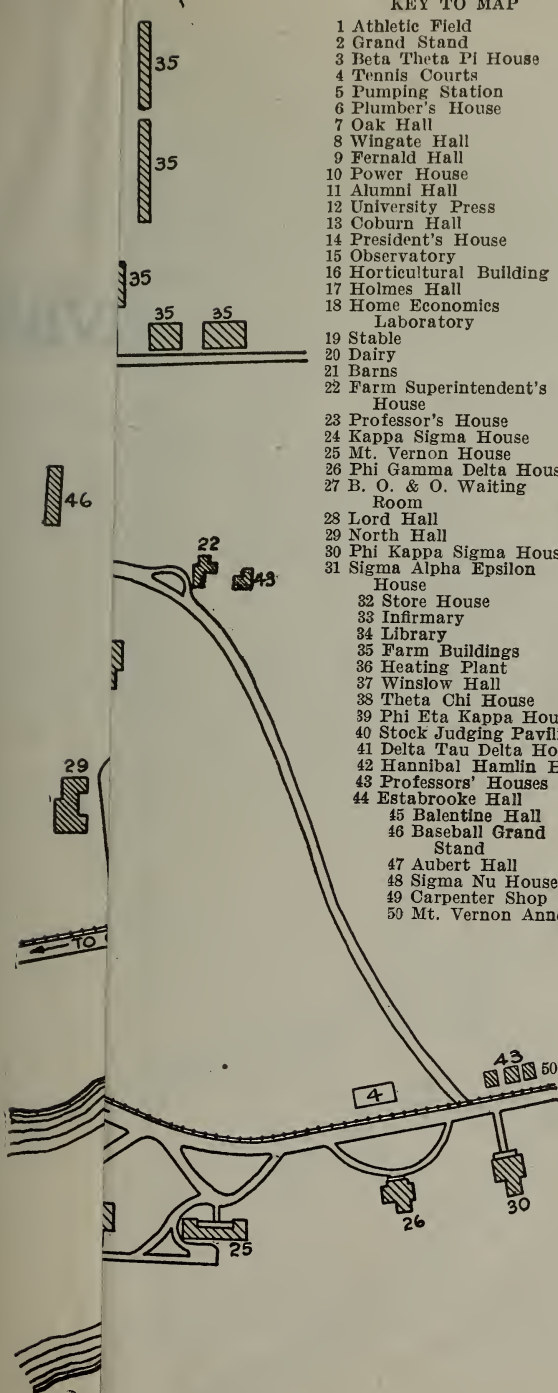 KEY TO MAP
1 Athletic Field
2 Grand Stand
3 Beta Theta Pi House
4 Tennis Courts
5 Pumping Station
6 Plumber's House
7 Oak Hall
8 Wingate Hall
9 Fernald Hall
10 Power House
11 Alumni Hall
12 University Press
13 Coburn Hall
14 President's House
15 Observatory
16 Horticultural Building
17 Holmes Hall
18 Home Economics
Laboratory
19 Stable
20 Dairy
21 Barns
22 Farm Superintendent's
House
23 Professor's House
24 Kappa Sigma House
25 Mt. Vernon House
26 Phi Gamma Delta Hous
27 B. O. & O. Waiting
Room
28 Lord Hall
29 North Hall
30 Phi Kappa Sigma Hous
31 Sigma Alpha Epsilon
House
32 Store House
33 Infirmary
34 Library
35 Farm Buildings
36 Heating Plant
37 Winslow Hall
38 Theta Chi House
39 Phi Eta Kappa Hou
40 Stock Judging Pavili
41 Delta Tau Delta Ho
42 Hannibal Hamlin H
43 Professors' Houses
44 Estabrooke Hall
45 Balentine Hall
46 Baseball Grand
Stand
47 Aubert Hall
48 Sigma Nu House
49 Carpenter Shop
50 Mt. Vernon Ann
35
35
35
35 35
46
22
43
29
TO
43
50
4
30
26
25